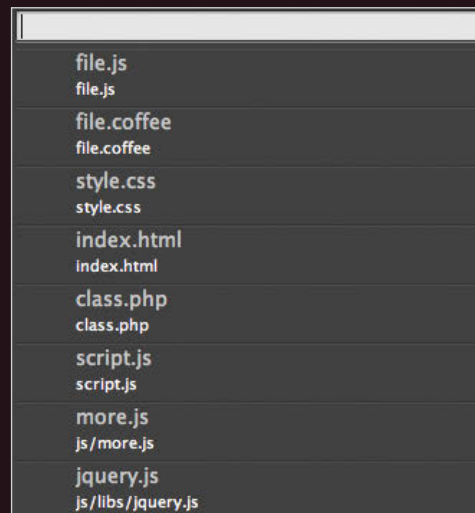 file.js
file.js
file.coffee
file.coffee
style.css
style.css
index.html
index.html
class.php
class.php
script.js
script.js
more.js
js/more.js
jquery.js
js/libs/jquery.js